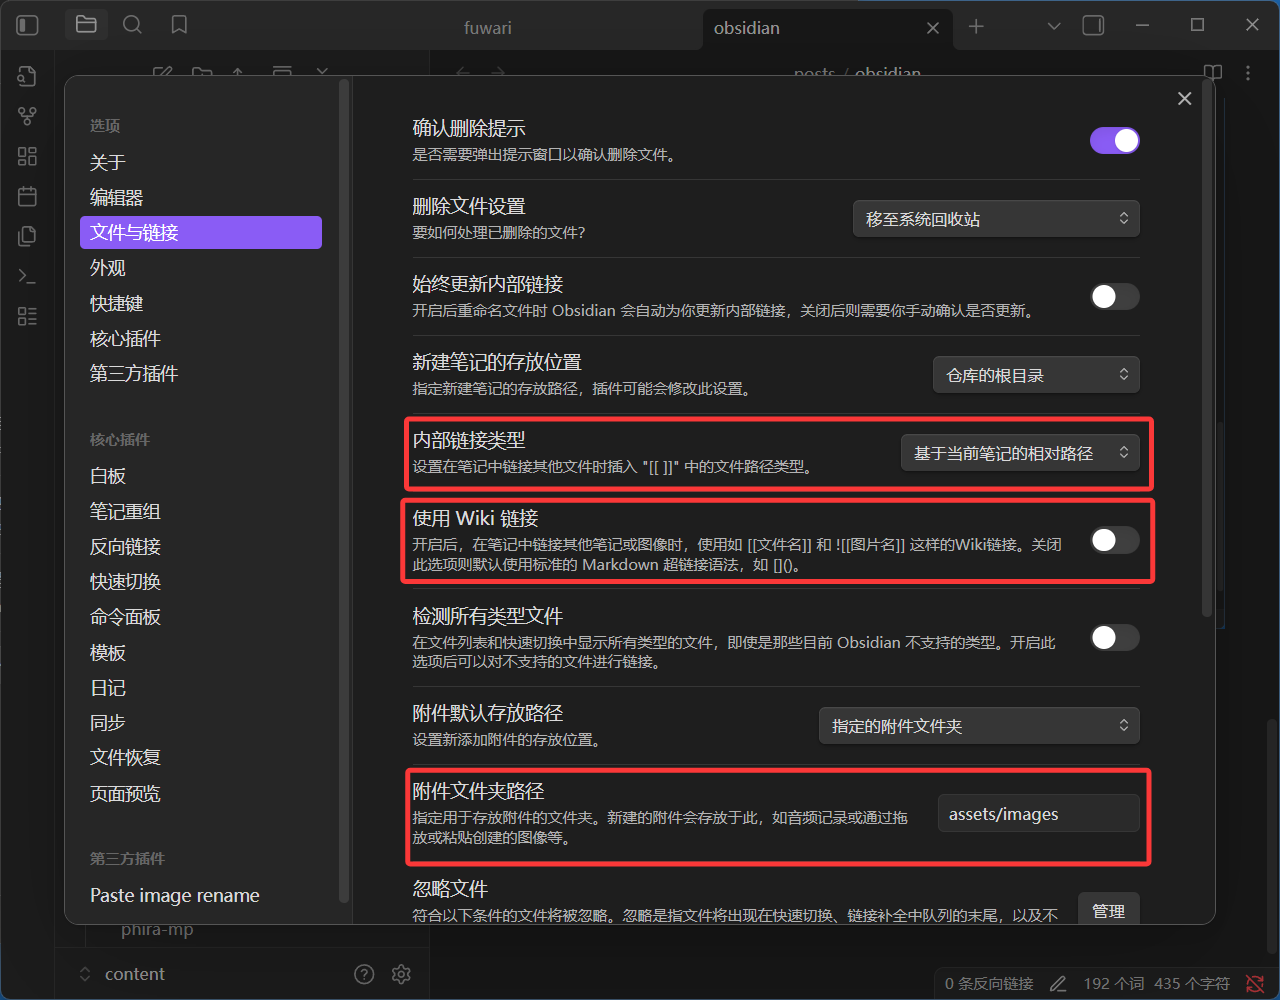 fuwari
obsidian
posts / obsidian
选项
关于
编辑器
文件与链接
外观
快捷键
核心插件
第三方插件
核心插件
白板
笔记重组
反向链接
快速切换
命令面板
模板
日记
同步
文件恢复
页面预览
第三方插件
Paste image rename
确认删除提示
是否需要弹出提示窗口以确认删除文件。
删除文件设置
要如何处理已删除的文件?
移至系统回收站
始终更新内部链接
开启后重命名文件时 Obsidian 会自动为你更新内部链接，关闭后则需要你手动确认是否更新。
新建笔记的存放位置
指定新建笔记的存放路径，插件可能会修改此设置。
仓库的根目录
内部链接类型
设置在笔记中链接其他文件时插入 "[[ ]]" 中的文件路径类型。
基于当前笔记的相对路径
使用 Wiki 链接
开启后，在笔记中链接其他笔记或图像时，使用如 [[文件名]] 和 ![[图片名]] 这样的Wiki链接。关闭
此选项则默认使用标准的 Markdown 超链接语法，如 []()。
检测所有类型文件
在文件列表和快速切换中显示所有类型的文件，即使是那些目前 Obsidian 不支持的类型。开启此
选项后可以对不支持的文件进行链接。
附件默认存放路径
设置新添加附件的存放位置。
指定的附件文件夹
附件文件夹路径
指定用于存放附件的文件夹。新建的附件会存放于此，如音频记录或通过拖
放或粘贴创建的图像等。
assets/images
忽略文件
符合以下条件的文件将被忽略。忽略是指文件将出现在快速切换、链接补全中队列的末尾，以及不
管理
phira-mp
content
0 条反向链接
192 个词
435 个字符